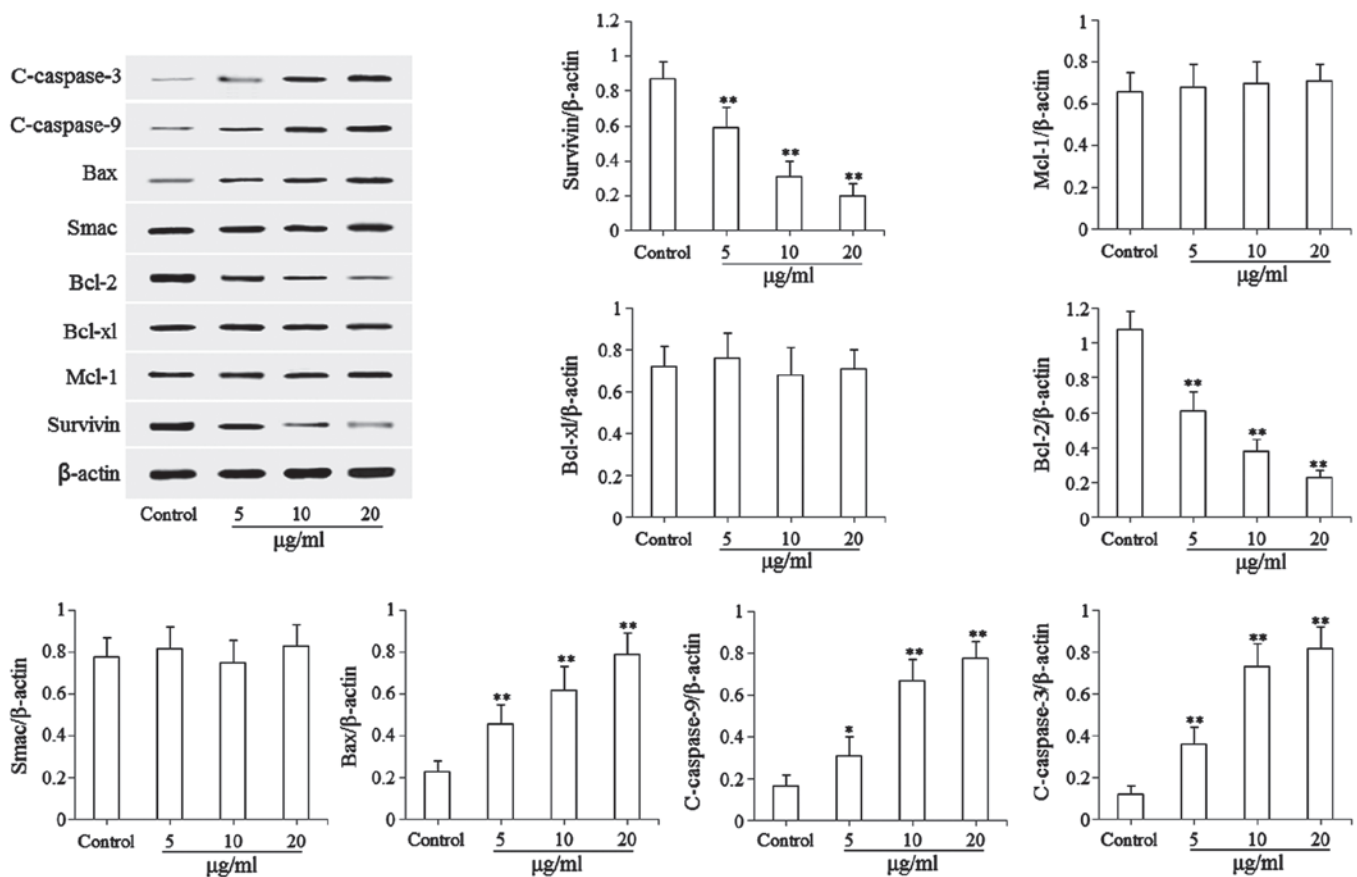 C-caspase-3
C-caspase-9
Bax
Smac
Bcl-2
Bcl-xl
Mcl-1
Survivin
β-actin
Control 5 10 20
μg/ml
Survivin/β-actin
1.2
1
0.8
0.6
0.4
0.2
0
** ** **
Control 5 10 20
μg/ml
Mcl-1/β-actin
1
0.8
0.6
0.4
0.2
0
Control 5 10 20
μg/ml
Bcl-xl/β-actin
1
0.8
0.6
0.4
0.2
0
Control 5 10 20
μg/ml
Bcl-2/β-actin
1.2
1
0.8
0.6
0.4
0.2
0
** ** **
Control 5 10 20
μg/ml
Smac/β-actin
1
0.8
0.6
0.4
0.2
0
Control 5 10 20
μg/ml
Bax/β-actin
1
0.8
0.6
0.4
0.2
0
** ** **
Control 5 10 20
μg/ml
C-caspase-9/β-actin
1
0.8
0.6
0.4
0.2
0
* ** **
Control 5 10 20
μg/ml
C-caspase-3/β-actin
1
0.8
0.6
0.4
0.2
0
** ** **
Control 5 10 20
μg/ml